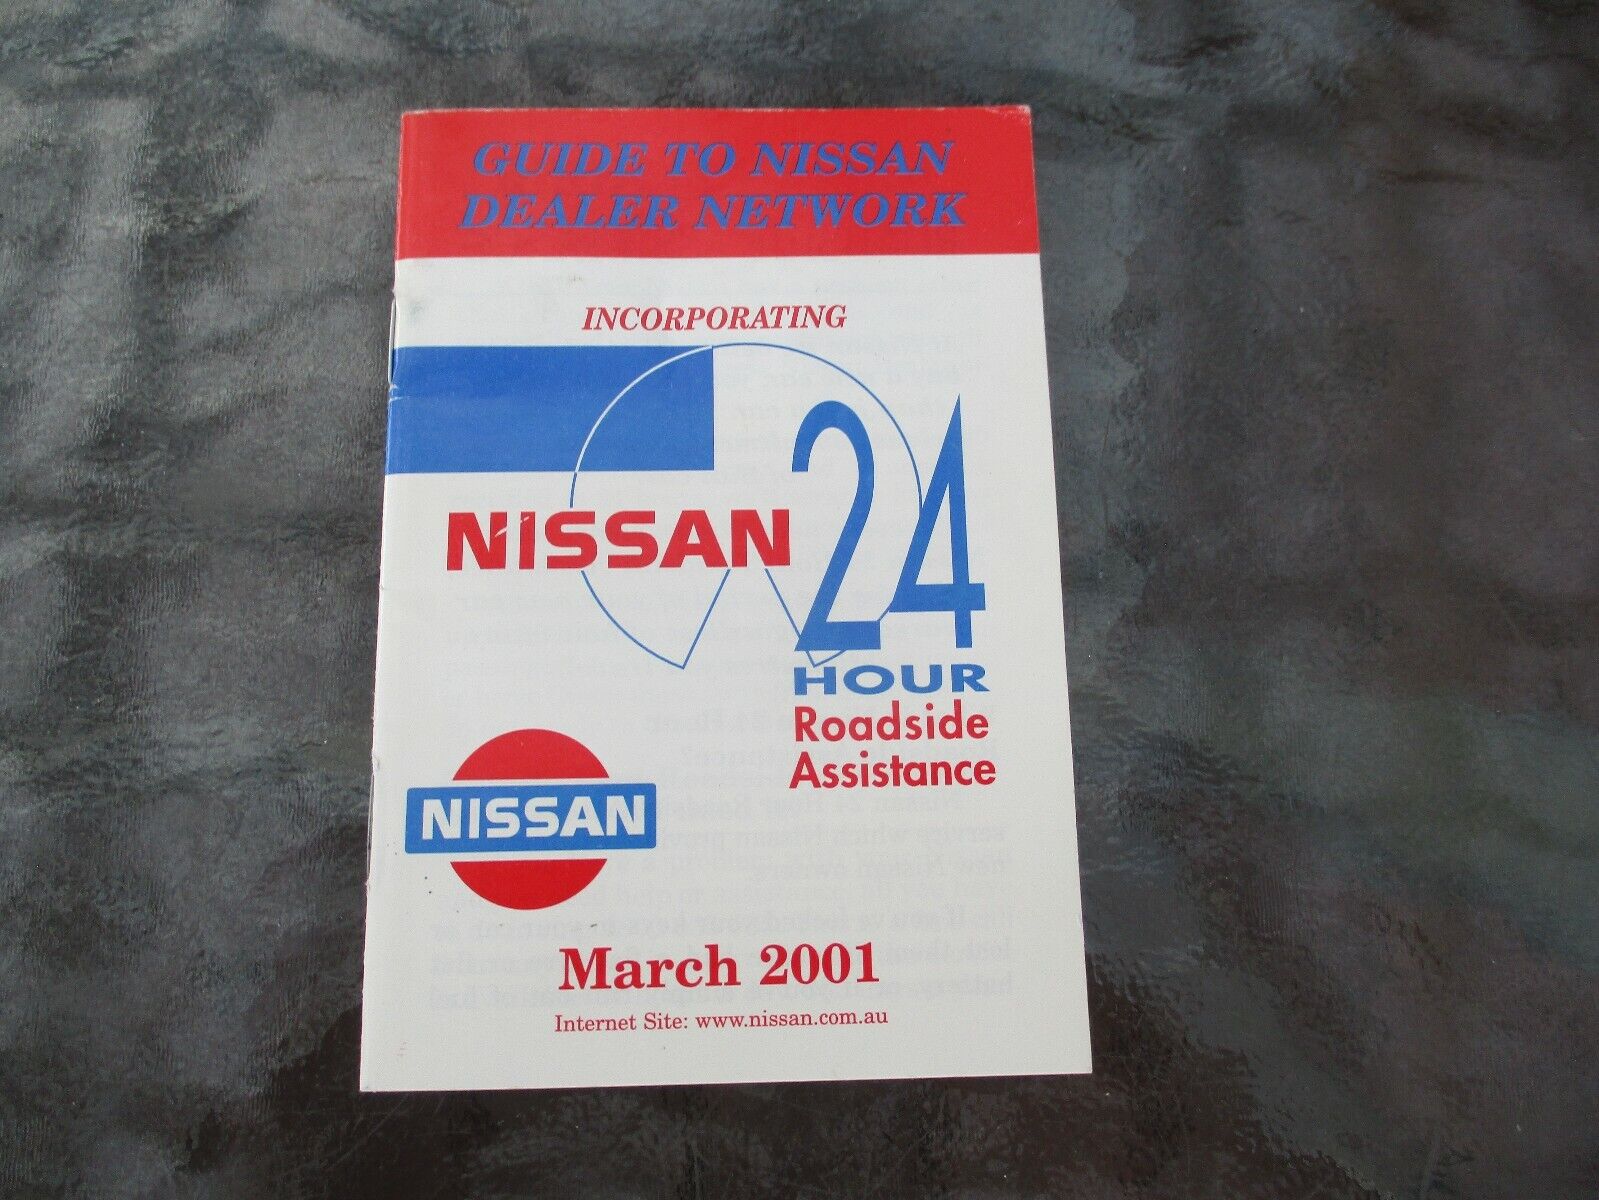 GUIDE TO NISSAN
DEALER NETWORK
INCORPORATING
NISSAN
24
HOUR
Roadside
Assistance
NISSAN
March 2001
Internet Site: www.nissan.com.au